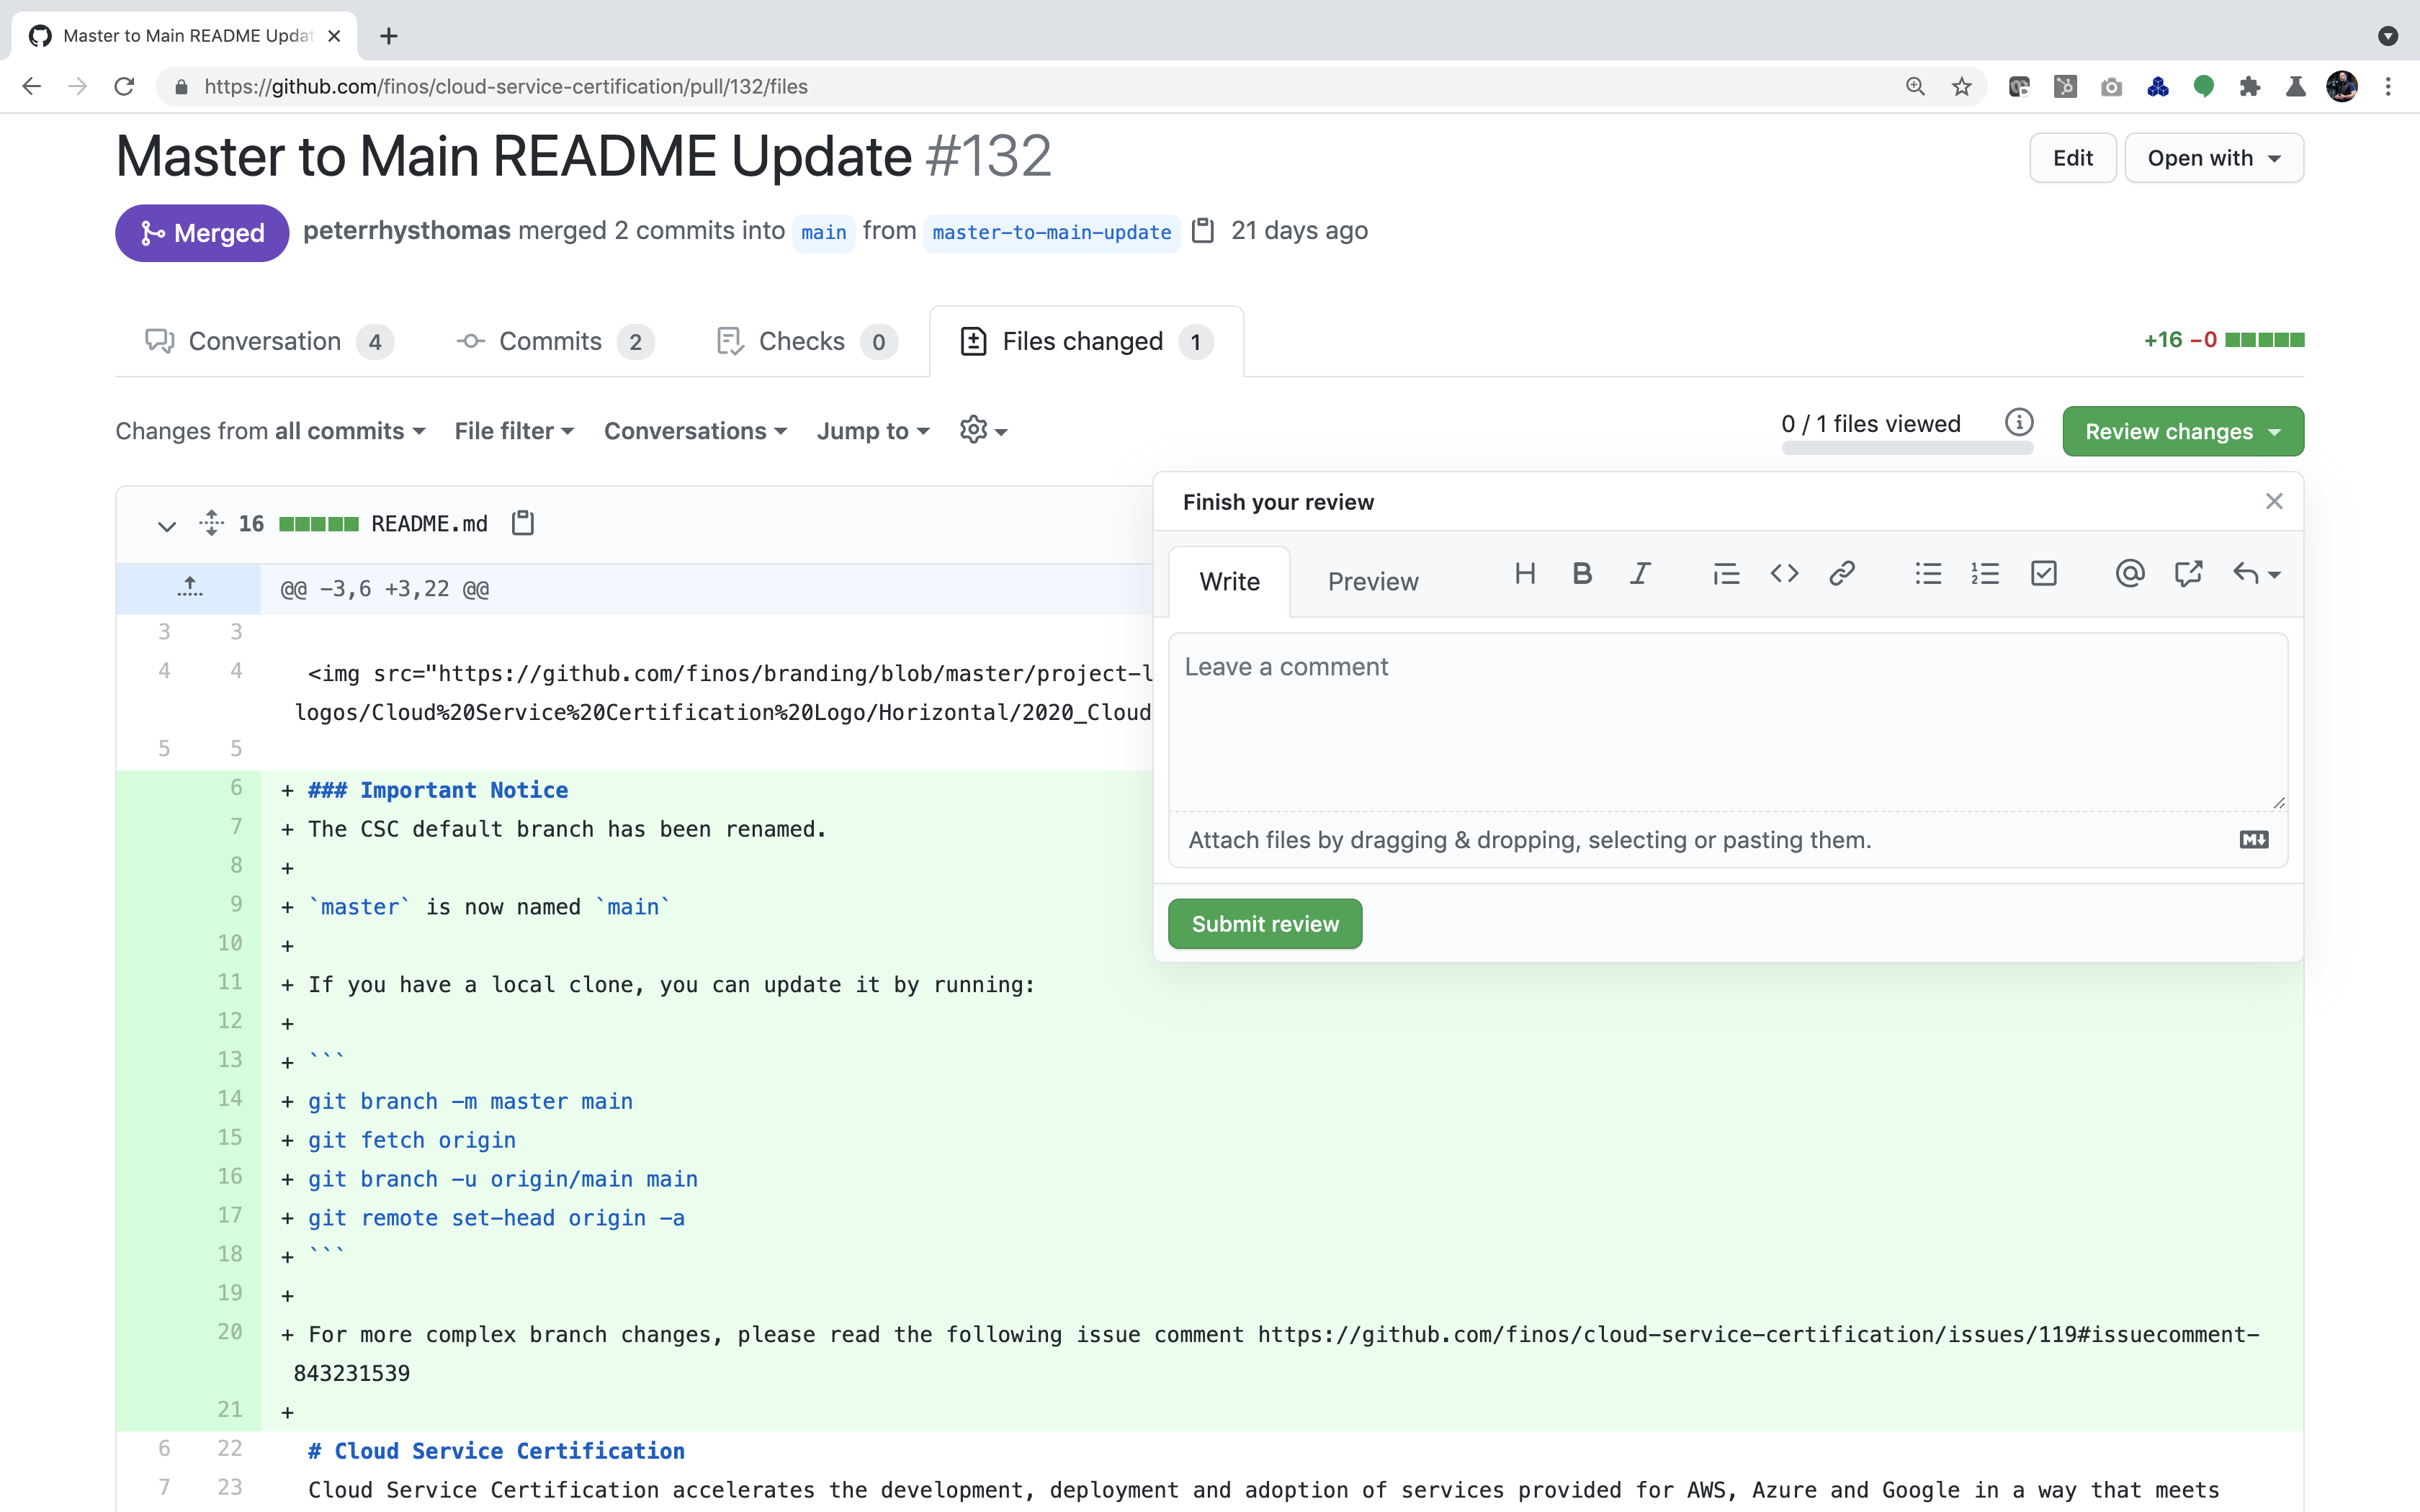 Master to Main README Updat
https://github.com/finos/cloud-service-certification/pull/132/files
Master to Main README Update #132
Edit
Open with
Merged
peterrhysthomas merged 2 commits into main from master-to-main-update 21 days ago
Conversation 4
Commits 2
Checks 0
Files changed 1
+16 −0
Changes from all commits
File filter
Conversations
Jump to
0 / 1 files viewed
Review changes
16 README.md
@@ -3,6 +3,22 @@
3 3
4 4 <img src="https://github.com/finos/branding/blob/master/project-l
logos/Cloud%20Service%20Certification%20Logo/Horizontal/2020_Cloud
5 5
6 + ### Important Notice
7 + The CSC default branch has been renamed.
8 +
9 + `master` is now named `main`
10 +
11 + If you have a local clone, you can update it by running:
12 +
13 + ```
14 + git branch -m master main
15 + git fetch origin
16 + git branch -u origin/main main
17 + git remote set-head origin -a
18 + ```
19 +
20 + For more complex branch changes, please read the following issue comment https://github.com/finos/cloud-service-certification/issues/119#issuecomment-
843231539
21 +
6 22 # Cloud Service Certification
7 23 Cloud Service Certification accelerates the development, deployment and adoption of services provided for AWS, Azure and Google in a way that meets
Finish your review
Write
Preview
H B I
Leave a comment
Attach files by dragging & dropping, selecting or pasting them.
M
Submit review